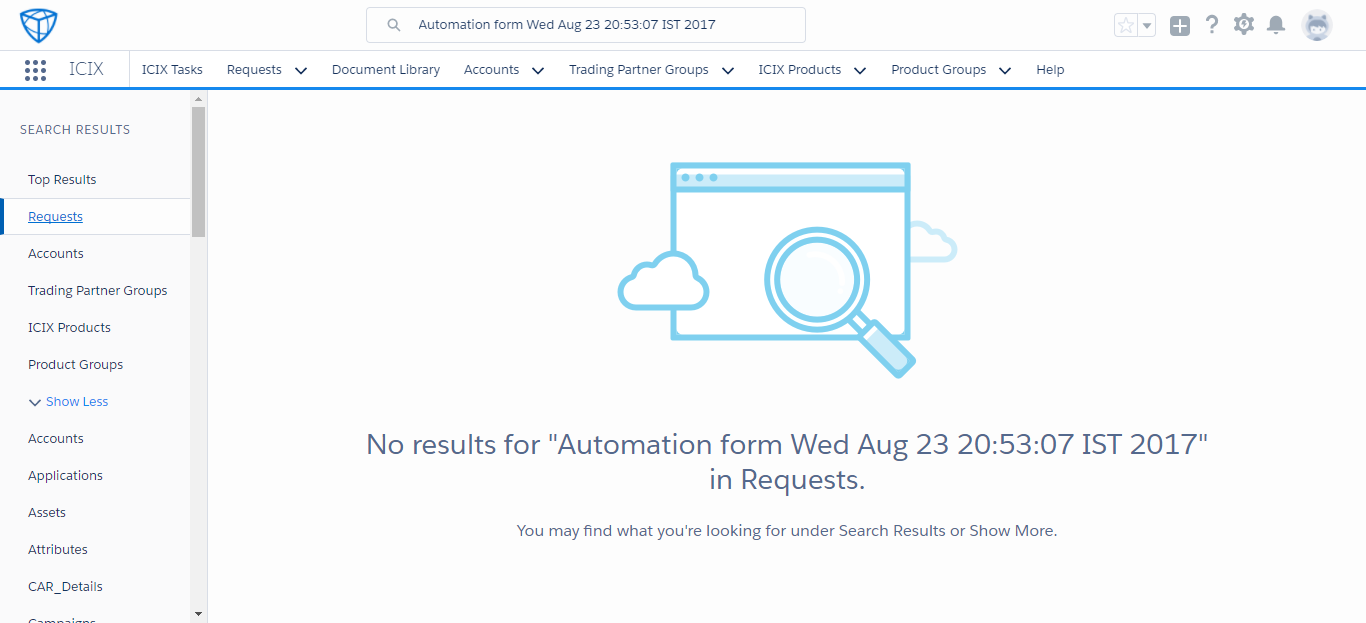 Automation form Wed Aug 23 20:53:07 IST 2017
ICIX
ICIX Tasks
Requests
Document Library
Accounts
Trading Partner Groups
ICIX Products
Product Groups
Help
SEARCH RESULTS
Top Results
Requests
Accounts
Trading Partner Groups
ICIX Products
Product Groups
Show Less
Accounts
Applications
Assets
Attributes
CAR_Details
Campaigns
No results for "Automation form Wed Aug 23 20:53:07 IST 2017"
in Requests.
You may find what you're looking for under Search Results or Show More.